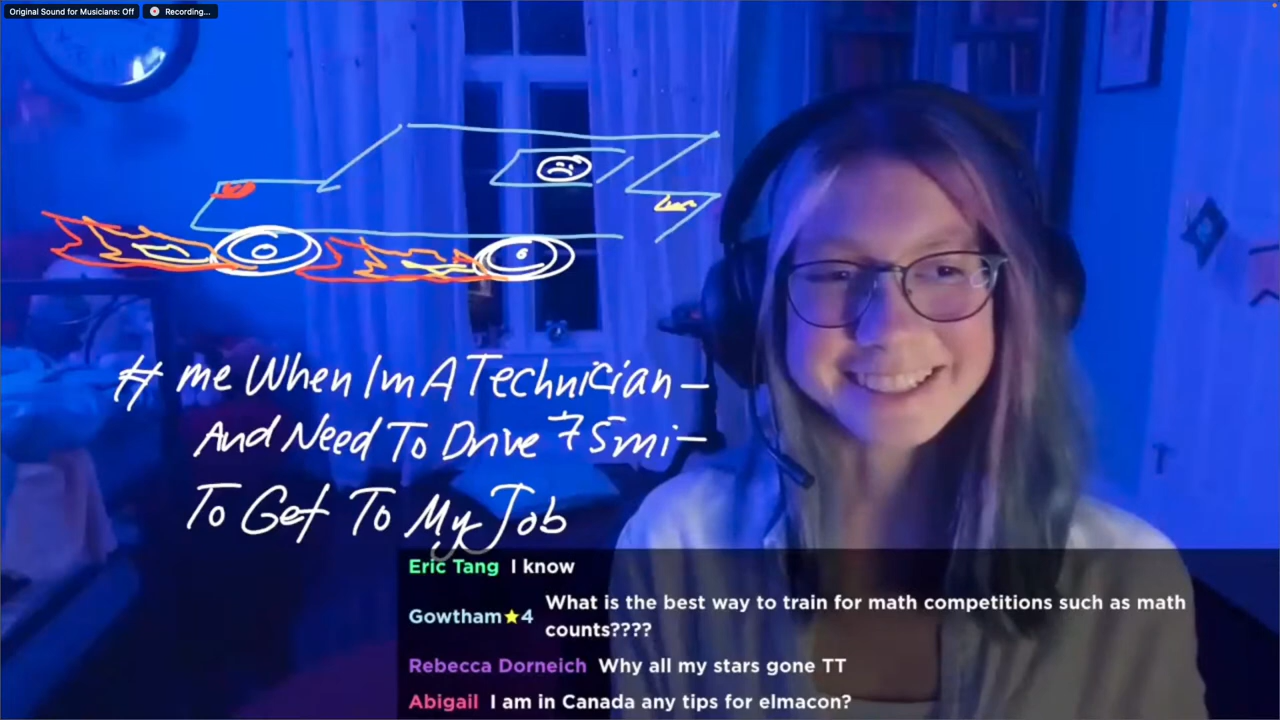 Original Sound for Musicians: Off
Recording...
# me When Im A Technician-
And Need To Drive 75mi-
To Get To My Job
Eric Tang I know
Gowtham⭐4 What is the best way to train for math competitions such as math
counts????
Rebecca Dorneich Why all my stars gone TT
Abigail I am in Canada any tips for elmacon?